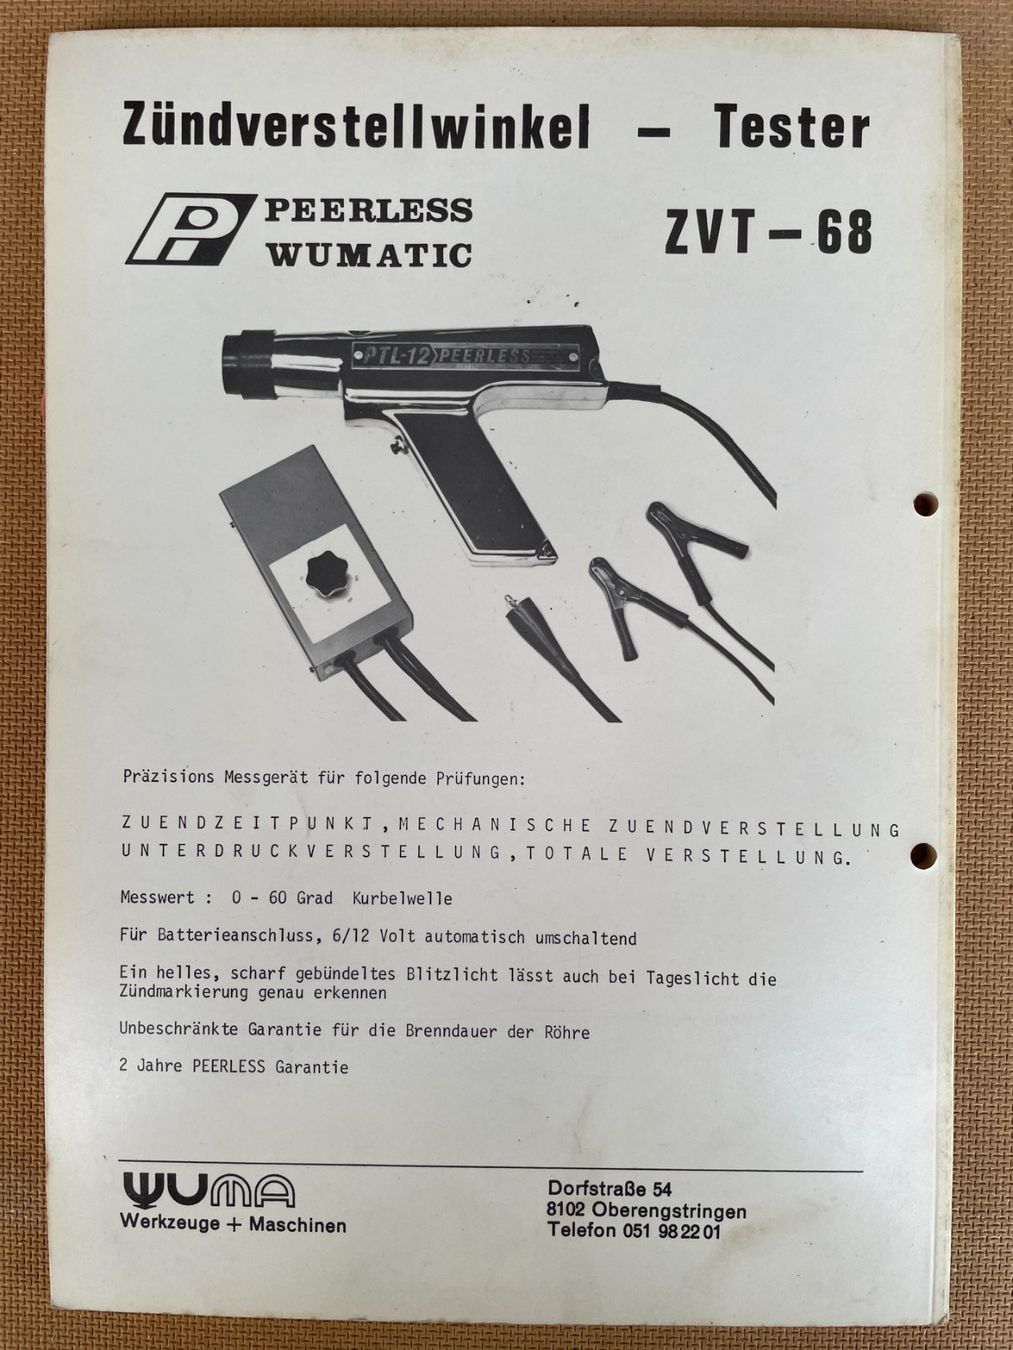 Zündverstellwinkel – Tester
PEERLESS
WUMATIC
ZVT – 68
PTL-12 PEERLESS
Präzisions Messgerät für folgende Prüfungen:
ZUENDZEITPUNKT, MECHANISCHE ZUENDVERSTELLUNG
UNTERDRUCKVERSTELLUNG, TOTALE VERSTELLUNG.
Messwert : 0 - 60 Grad Kurbelwelle
Für Batterieanschluss, 6/12 Volt automatisch umschaltend
Ein helles, scharf gebündeltes Blitzlicht lässt auch bei Tageslicht die
Zündmarkierung genau erkennen
Unbeschränkte Garantie für die Brenndauer der Röhre
2 Jahre PEERLESS Garantie
WUMA
Werkzeuge + Maschinen
Dorfstraße 54
8102 Oberengstringen
Telefon 051 98 22 01